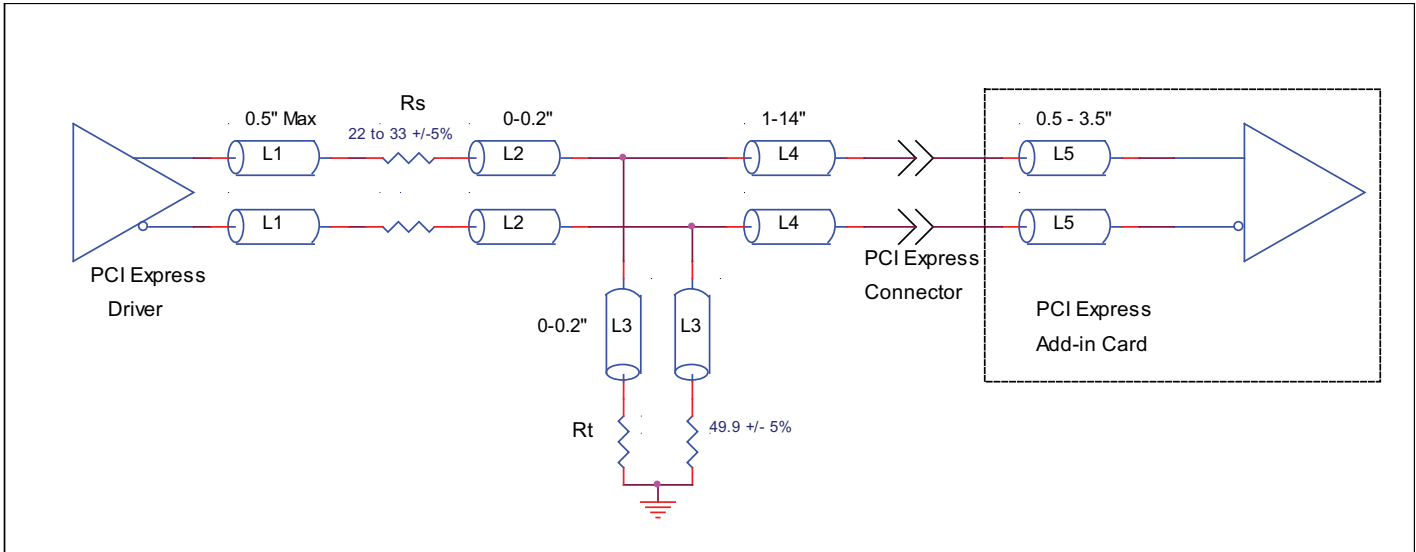 Rs
0.5" Max
22 to 33 +/-5%
0-0.2"
1-14"
0.5 - 3.5"
L1
L2
L4
L5
L1
L2
L4
L5
PCI Express
Driver
PCI Express
Connector
0-0.2"
L3
L3
PCI Express
Add-in Card
Rt
49.9 +/- 5%